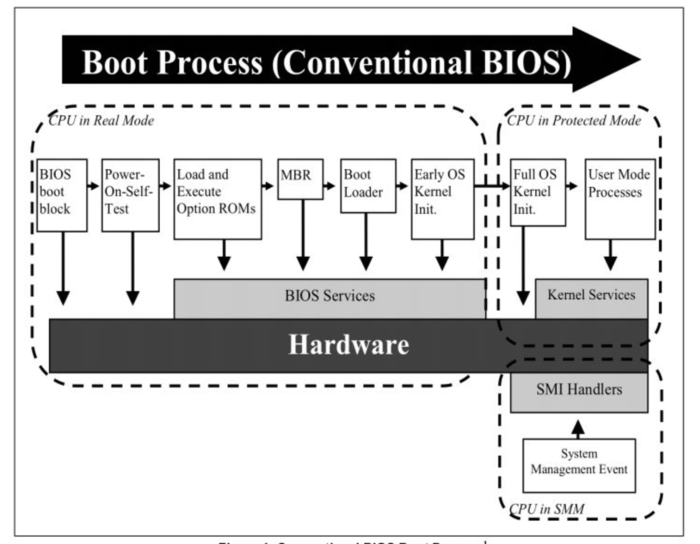 Boot Process (Conventional BIOS)
CPU in Real Mode
CPU in Protected Mode
BIOS
boot
block
Power-
On-Self-
Test
Load and
Execute
Option ROMs
MBR
Boot
Loader
Early OS
Kernel
Init.
Full OS
Kernel
Init.
User Mode
Processes
BIOS Services
Kernel Services
Hardware
SMI Handlers
System
Management Event
CPU in SMM